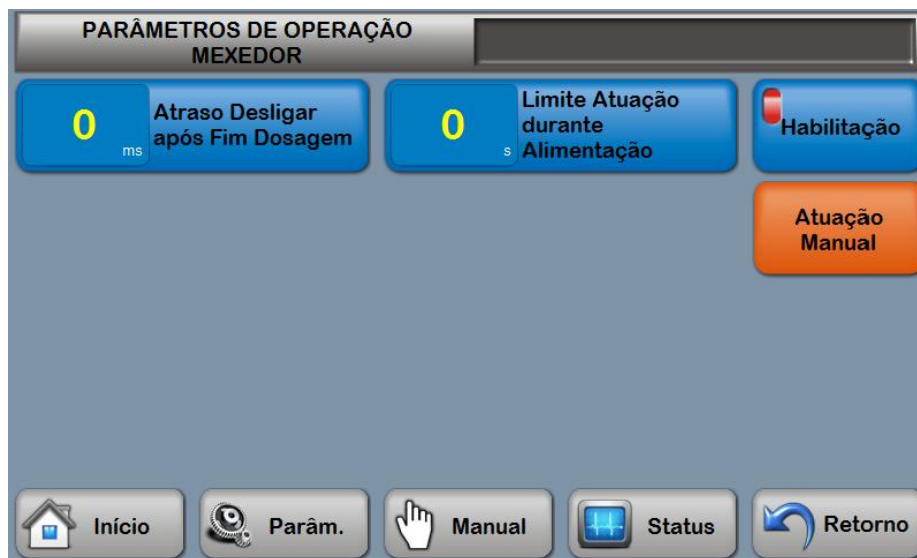 PARÂMETROS DE OPERAÇÃO
MEXEDOR
0
ms
Atraso Desligar
após Fim Dosagem
0
s
Limite Atuação
durante
Alimentação
Habilitação
Atuação
Manual
Início
Parâm.
Manual
Status
Retorno